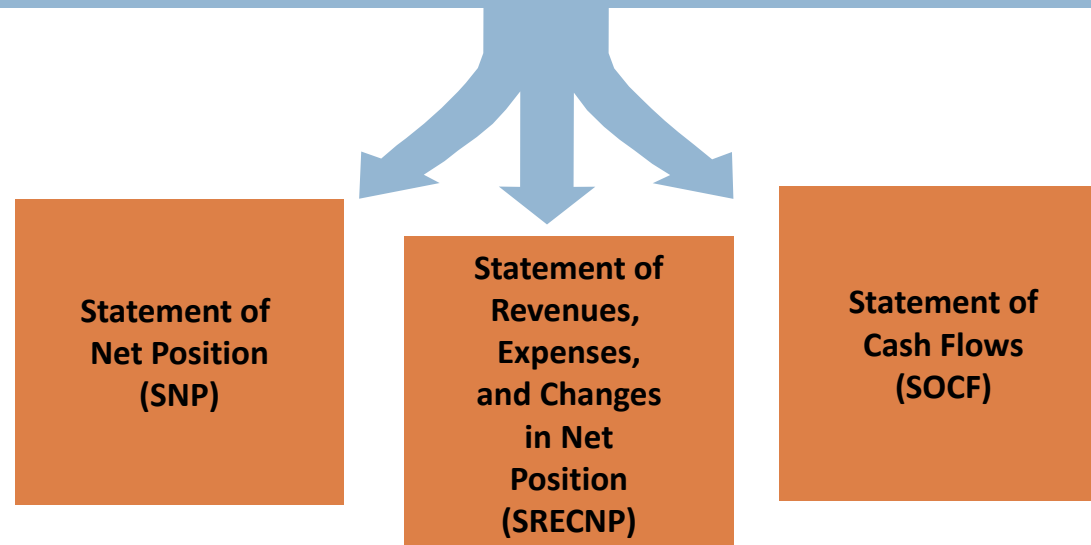 Statement of
Net Position
(SNP)
Statement of
Revenues,
Expenses,
and Changes
in Net
Position
(SRECNP)
Statement of
Cash Flows
(SOCF)